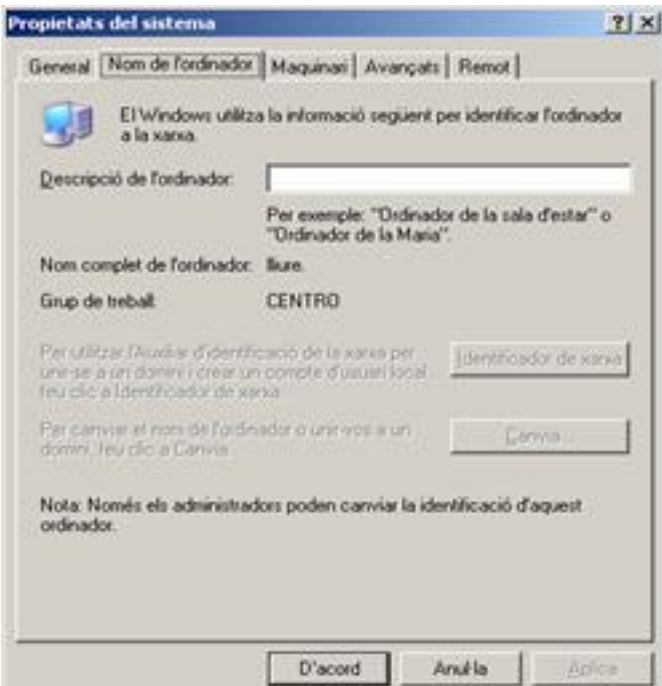 Propietats del sistema
General Nom de l'ordinador Maquinari Avançats Remot
El Windows utilitza la informació següent per identificar l'ordinador
a la xarxa.
Descripció de l'ordinador:
Per exemple: "Ordinador de la sala d'estar" o
"Ordinador de la Maria".
Nom complet de l'ordinador: lliure.
Grup de treball: CENTRO
Per utilitzar l'Auxiliar d'identificació de la xarxa per
unir-se a un domini i crear un compte d'usuari local
feu clic a Identificador de xarxa
Identificador de xarxa
Per canviar el nom de l'ordinador o unir-vos a un
domini, feu clic a Canvia
Canvia...
Nota: Només els administradors poden canviar la identificació d'aquest
ordinador.
D'acord Anul·la Aplica